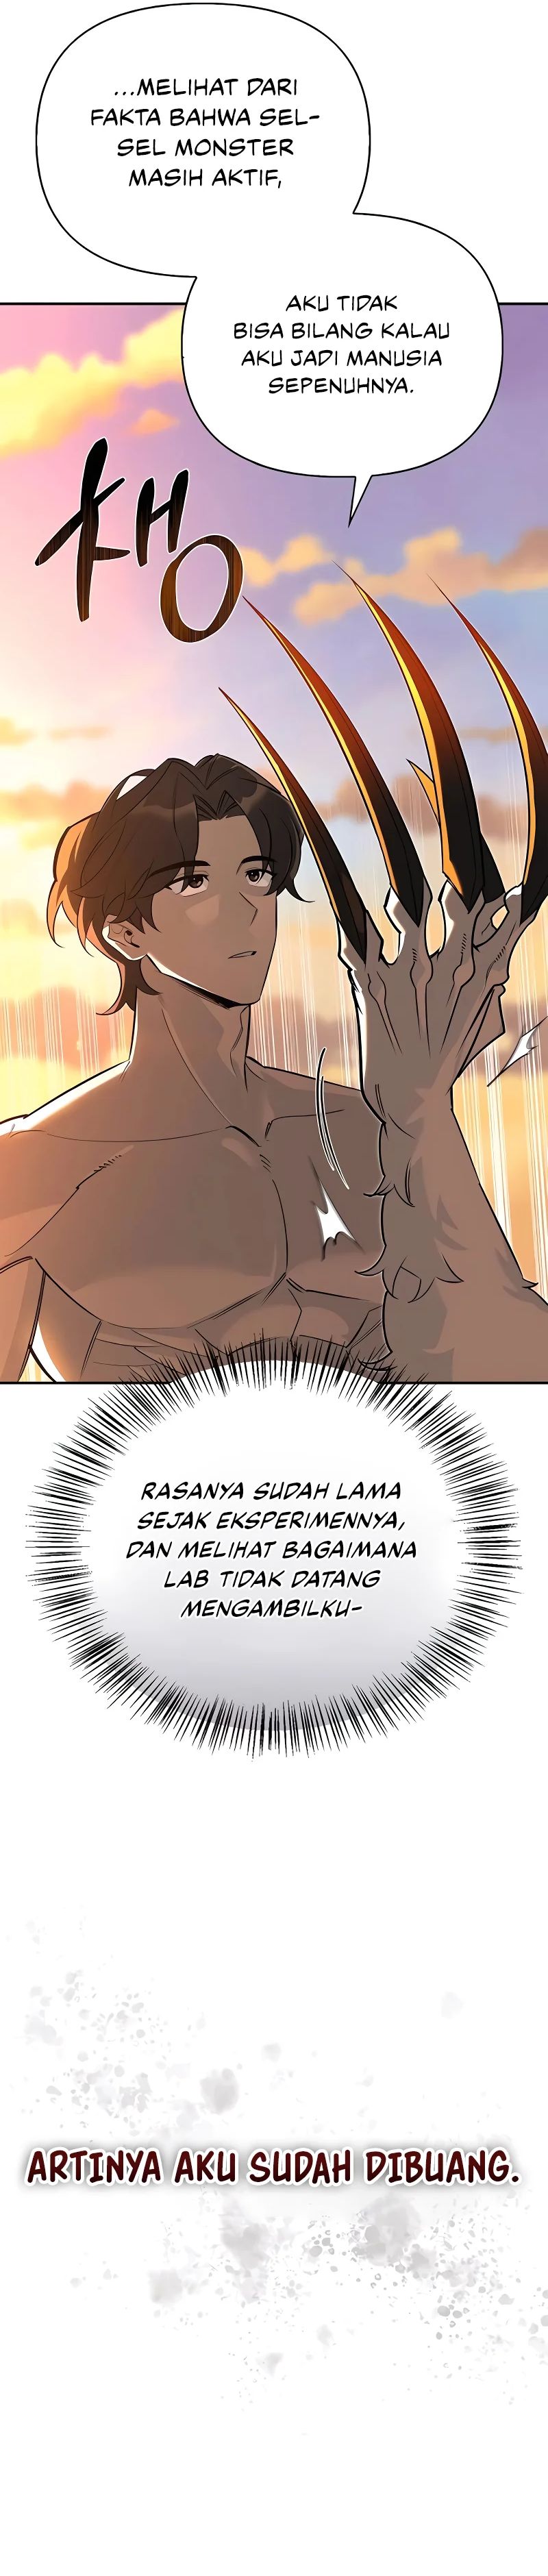 ...MELIHAT DARI
FAKTA BAHWA SEL-
SEL MONSTER
MASIH AKTIF,
AKU TIDAK
BISA BILANG KALAU
AKU JADI MANUSIA
SEPENUHNYA.
챙
RASANYA SUDAH LAMA
SEJAK EKSPERIMENNYA,
DAN MELIHAT BAGAIMANA
LAB TIDAK DATANG
MENGAMBILKU-
ARTINYA AKU SUDAH DIBUANG.